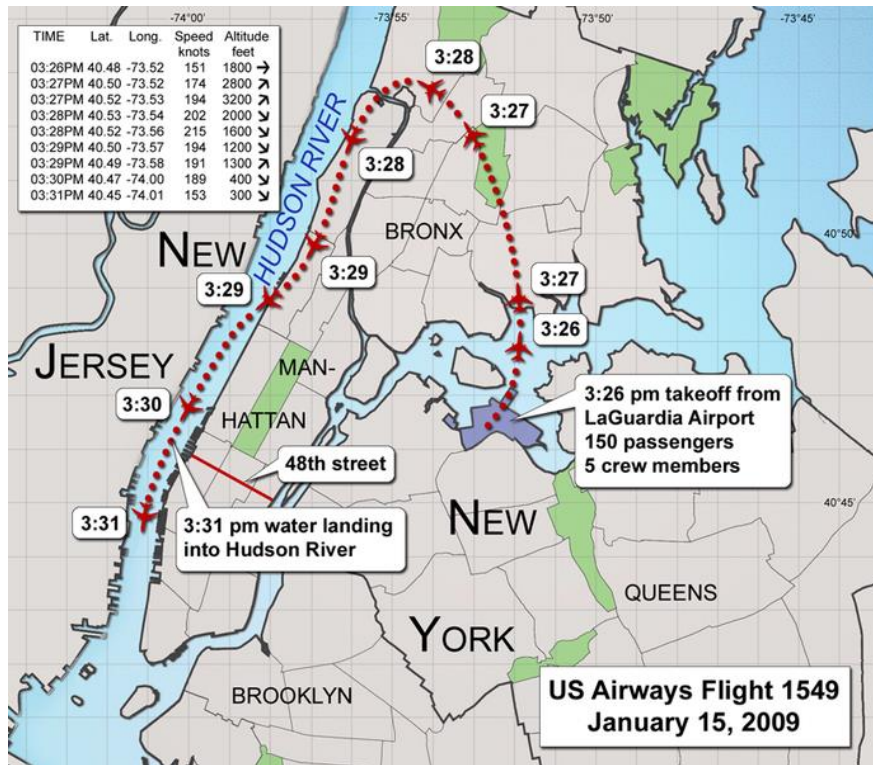 -74°00'
-73°55'
-73°50'
-73°45'
TIME Lat. Long. Speed knots Altitude feet
03:26PM 40.48 -73.52 151 1800 →
03:27PM 40.50 -73.52 174 2800 ↗
03:27PM 40.52 -73.53 194 3200 ↗
03:28PM 40.53 -73.54 202 2000 ↘
03:28PM 40.52 -73.56 215 1600 ↘
03:29PM 40.50 -73.57 194 1200 ↘
03:29PM 40.49 -73.58 191 1300 ↗
03:30PM 40.47 -74.00 189 400 ↘
03:31PM 40.45 -74.01 153 300 ↘
3:28
3:27
HUDSON RIVER
3:28
BRONX
40°50'
NEW
3:29
3:27
3:29
3:26
JERSEY
MAN-
HATTAN
3:30
3:26 pm takeoff from
LaGuardia Airport
150 passengers
5 crew members
48th street
40°45'
3:31
3:31 pm water landing
into Hudson River
NEW
QUEENS
YORK
BROOKLYN
US Airways Flight 1549
January 15, 2009